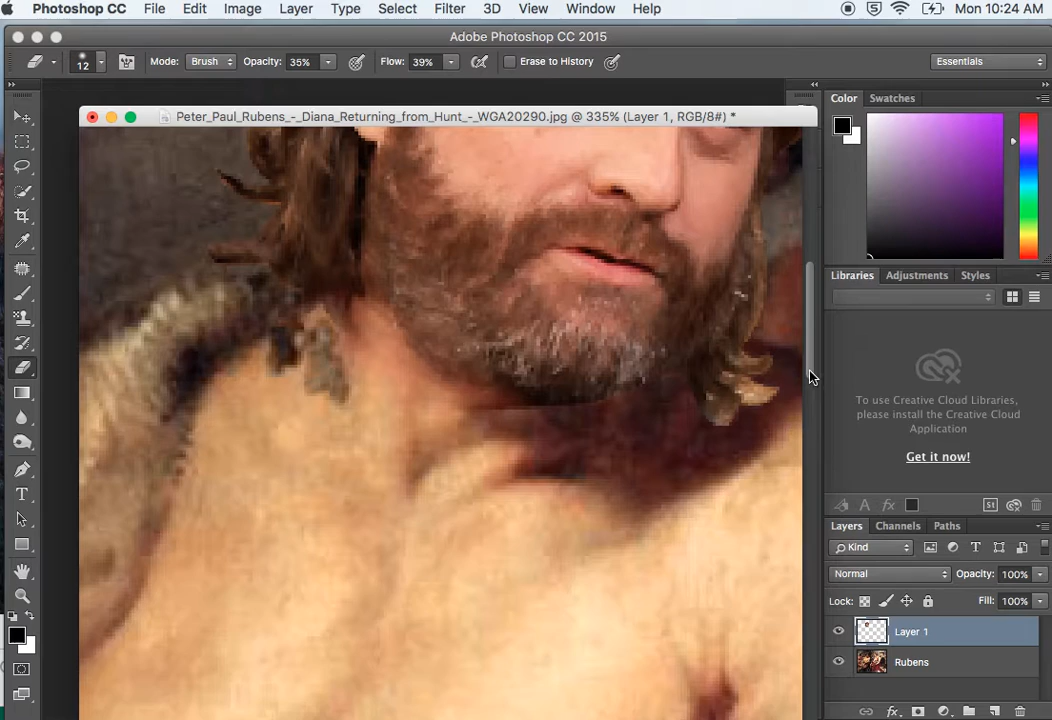 Photoshop CC File Edit Image Layer Type Select Filter 3D View Window Help Mon 10:24 AM
Adobe Photoshop CC 2015
12 Mode: Brush Opacity: 35% Flow: 39% Erase to History Essentials
Peter_Paul_Rubens_-_Diana_Returning_from_Hunt_-_WGA20290.jpg @ 335% (Layer 1, RGB/8#) *
Color Swatches
Libraries Adjustments Styles
To use Creative Cloud Libraries,
please install the Creative Cloud
Application
Get it now!
Layers Channels Paths
Kind
Normal Opacity: 100%
Lock: Fill: 100%
Layer 1
Rubens